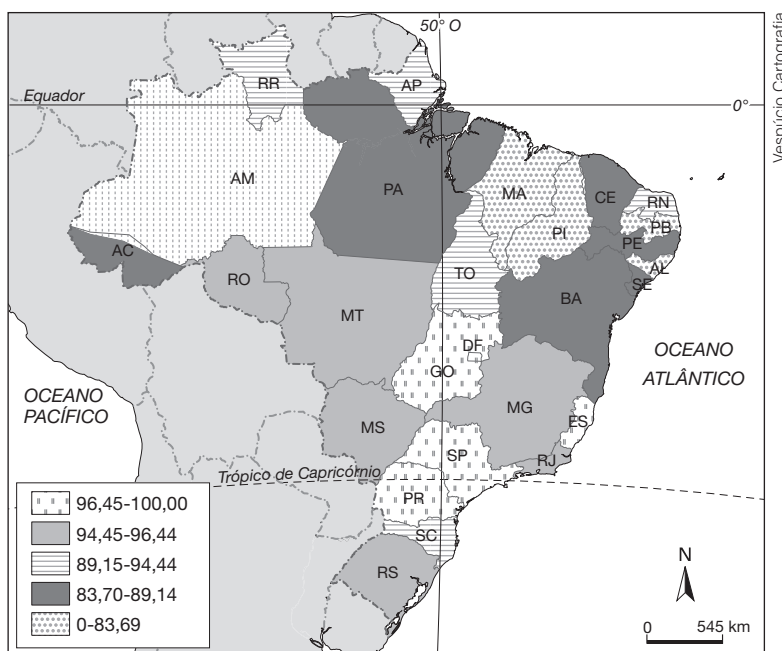 50° O
Vespúcio Cartografia
RR
AP
Equador
0°
AM
PA
MA
CE
RN
PB
PI
PE
AC
AL
SE
RO
TO
BA
MT
DF
GO
OCEANO
ATLÂNTICO
OCEANO
PACÍFICO
MG
MS
ES
SP
RJ
Trópico de Capricórnio
PR
SC
RS
96,45-100,00
94,45-96,44
89,15-94,44
83,70-89,14
0-83,69
N
0 545 km